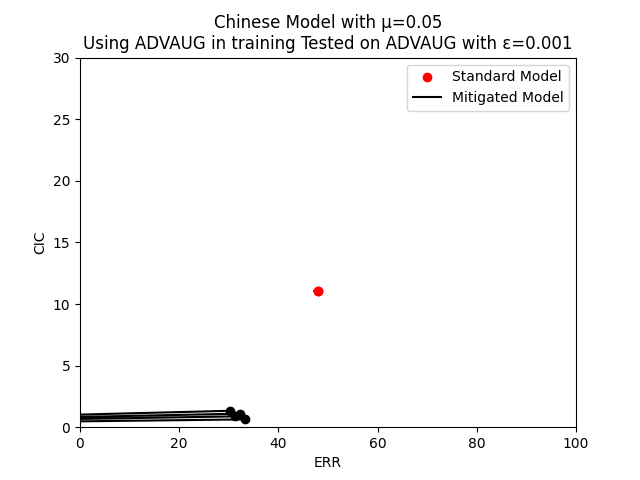 Chinese Model with μ=0.05
Using ADVAUG in training Tested on ADVAUG with ε=0.001
30
25
20
15
10
5
0
CIC
Standard Model
Mitigated Model
0 20 40 60 80 100
ERR